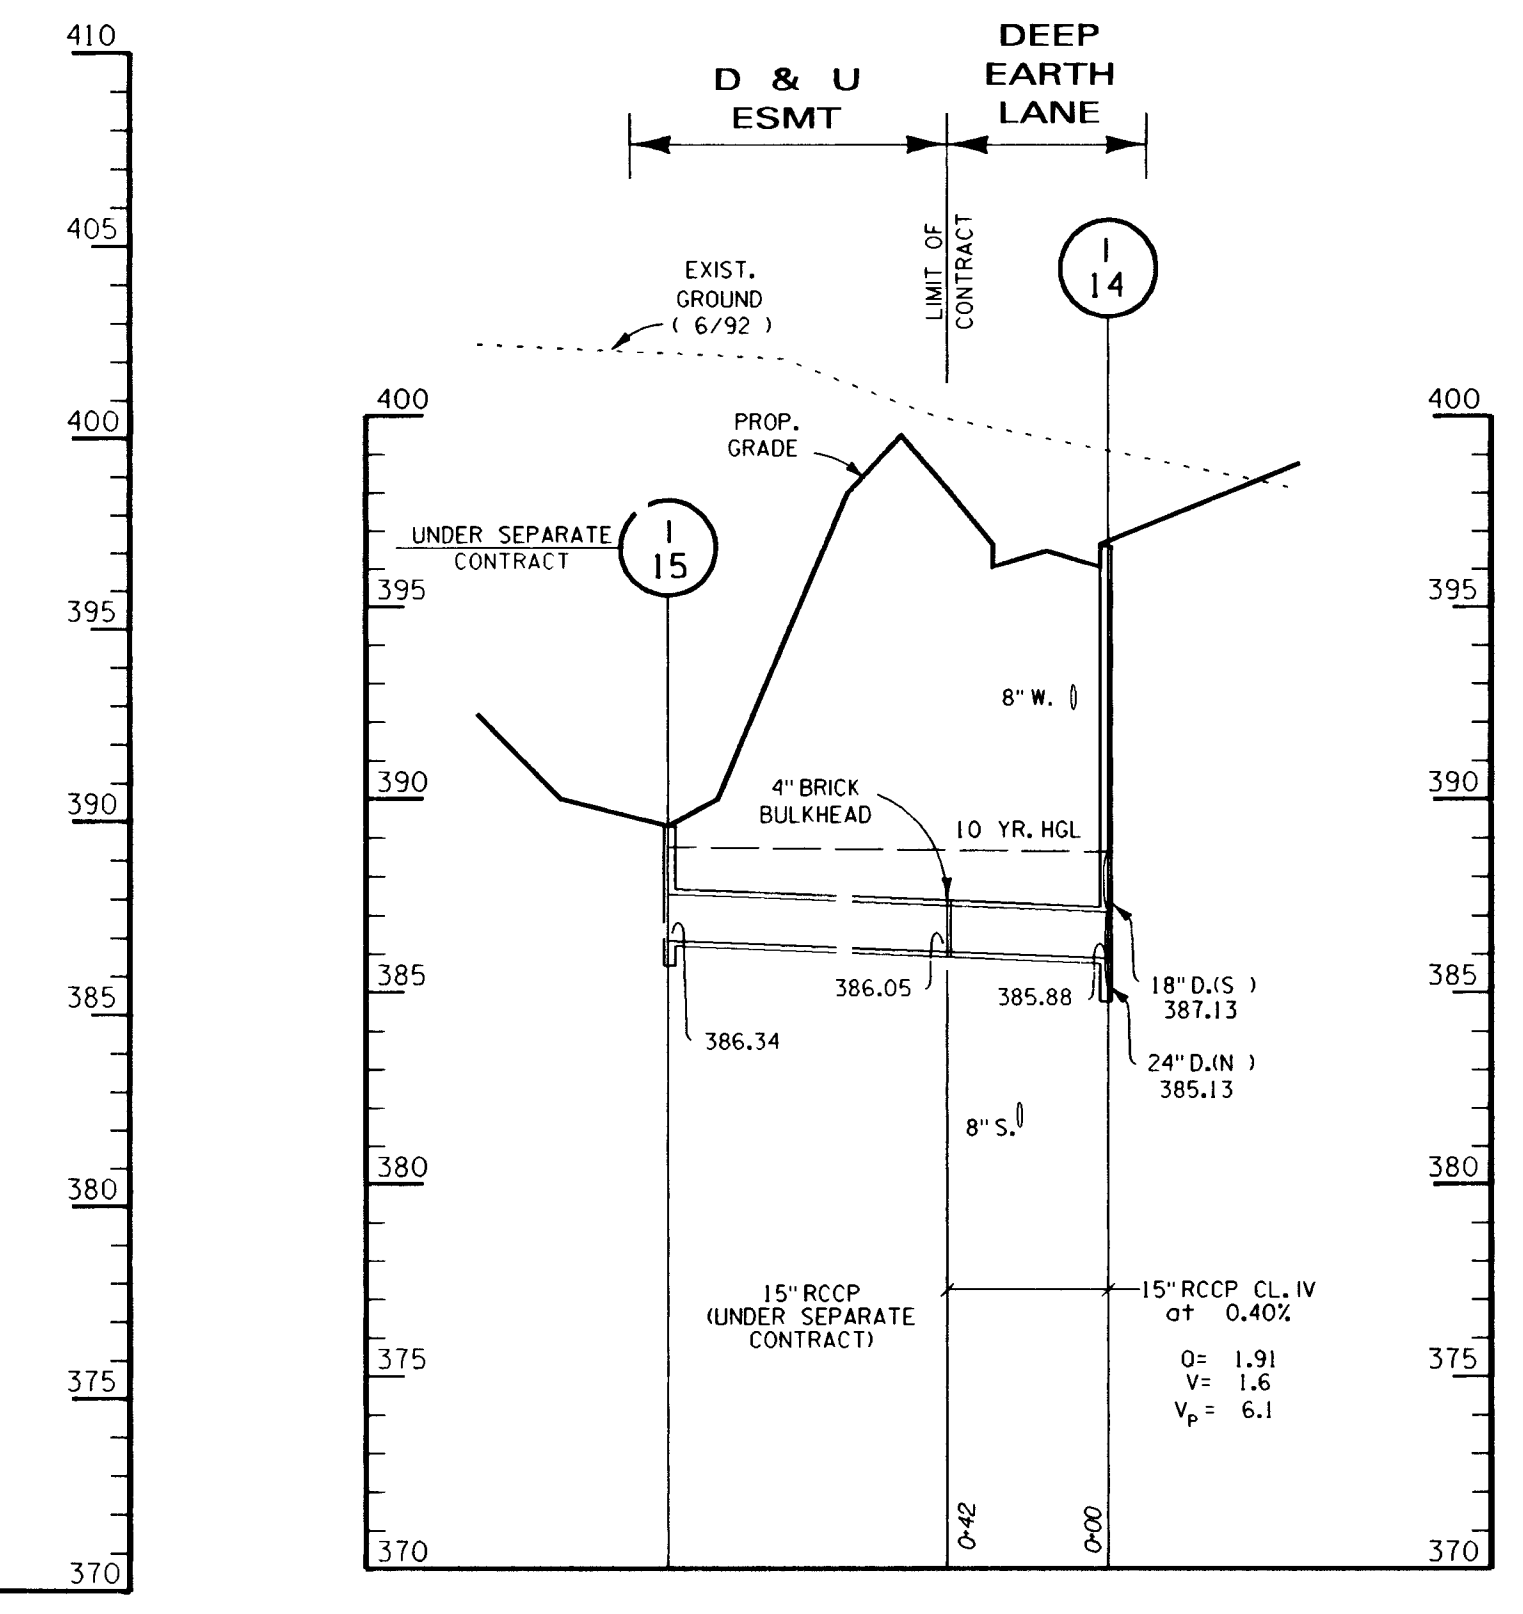 410
405
400
395
390
385
380
375
370
D & U
ESMT
DEEP
EARTH
LANE
LIMIT OF
CONTRACT
I
14
EXIST.
GROUND
( 6/92 )
400
400
PROP.
GRADE
UNDER SEPARATE
CONTRACT
I
15
395
395
8" W.
390
390
4" BRICK
BULKHEAD
10 YR. HGL
385
385
386.05
385.88
18" D.(S )
387.13
386.34
24" D.(N )
385.13
8" S.
380
380
15" RCCP
(UNDER SEPARATE
CONTRACT)
15" RCCP CL. IV
at 0.40%
375
375
Q= 1.91
V= 1.6
Vp = 6.1
0+42
0+00
370
370